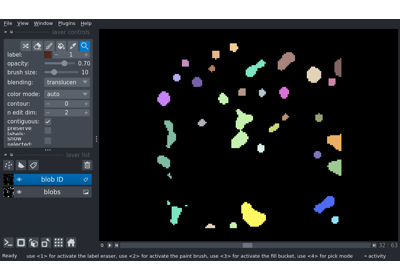 File View Window Plugins Help
layer controls
label: 1
opacity: 0.70
brush size: 10
blending: translucen
color mode: auto
contour: 0
n edit dim: 2
contiguous:
preserve
labels:
show
selected:
layer list
blob ID
blobs
32 63
Ready use <1> for activate the label eraser, use <2> for activate the paint brush, use <3> for activate the fill bucket, use <4> for pick mode activity